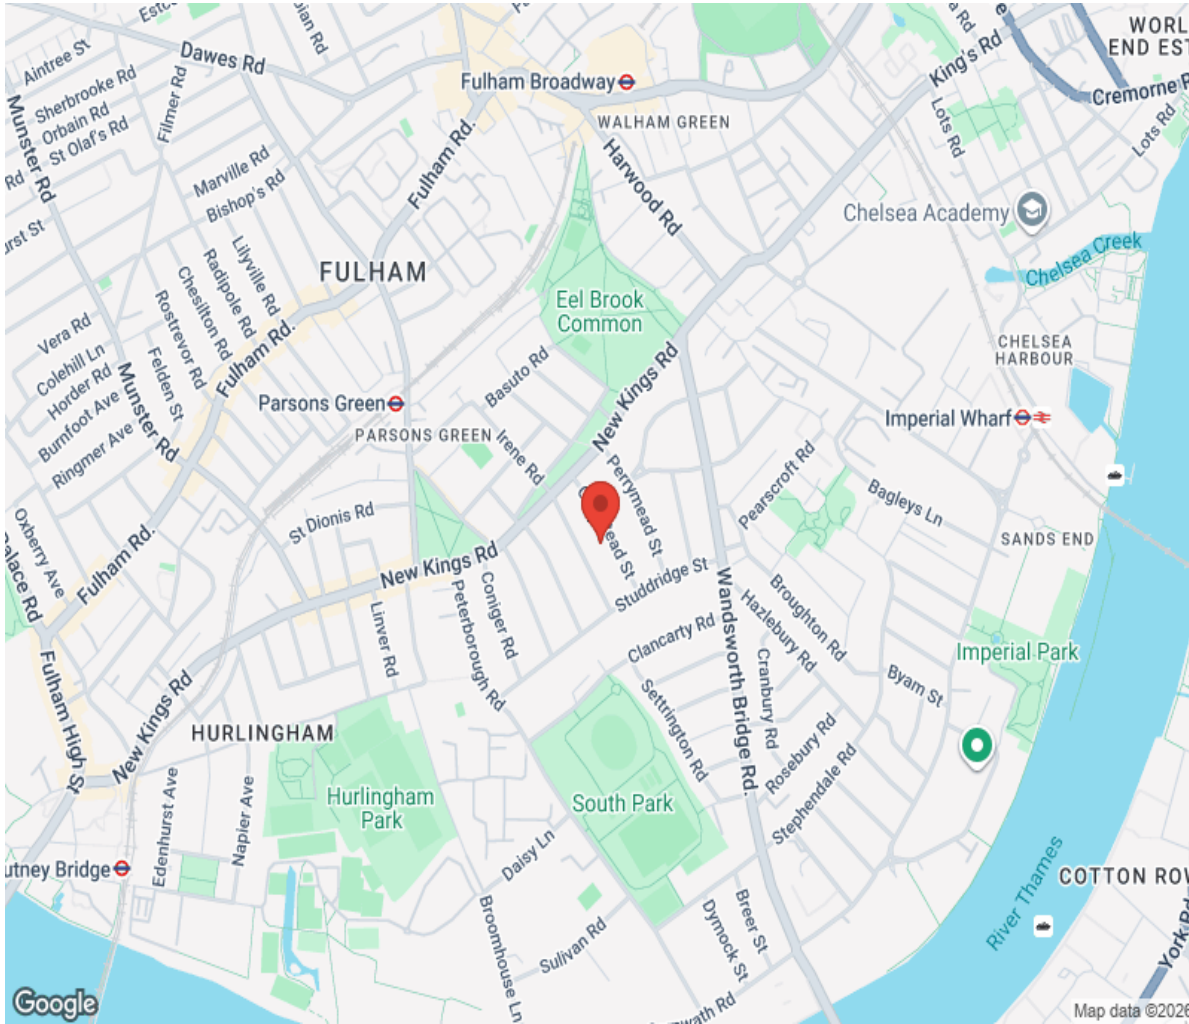 WORL
END EST
Dawes Rd
Aintree St
Sherbrooke Rd
Orbain Rd
St Olaf's Rd
Filmer Rd
Munster Rd
Rd
Marville Rd
Bishop's Rd
Fulham Rd.
Fulham Broadway
WALHAM GREEN
Harwood Rd
King's Rd
Lots Rd
Cremorne R
Lots Rd
Chelsea Academy
Chelsea Creek
FULHAM
Lilyville Rd
Radipole Rd
Chesilton Rd
Rostrevor Rd
Felden St
Fulham Rd.
Vera Rd
Colehill Ln
Horder Rd
Burnfoot Ave
Ringmer Ave
Munster Rd
Eel Brook
Common
CHELSEA
HARBOUR
Basuto Rd
New Kings Rd
Parsons Green
PARSONS GREEN
Irene Rd
Imperial Wharf
Perrymead St
Pearscroft Rd
Bagleys Ln
SANDS END
St Dionis Rd
Oxberry Ave
Fulham Rd.
New Kings Rd
Studdridge St
Wandsworth Bridge Rd.
Hazlebury Rd
Broughton Rd
Clancarty Rd
Cranbury Rd
Byam St
Imperial Park
Linver Rd
Peterborough Rd
Coniger Rd
Fulham High St
New Kings Rd
HURLINGHAM
Settrington Rd
Rosebury Rd
Stephendale Rd
Hurlingham
Park
South Park
Edenhurst Ave
Napier Ave
utney Bridge
Daisy Ln
Broomhouse Ln
Sulivan Rd
Dymock St
Breer St
River Thames
COTTON ROW
York Rd
Google
Map data ©2026